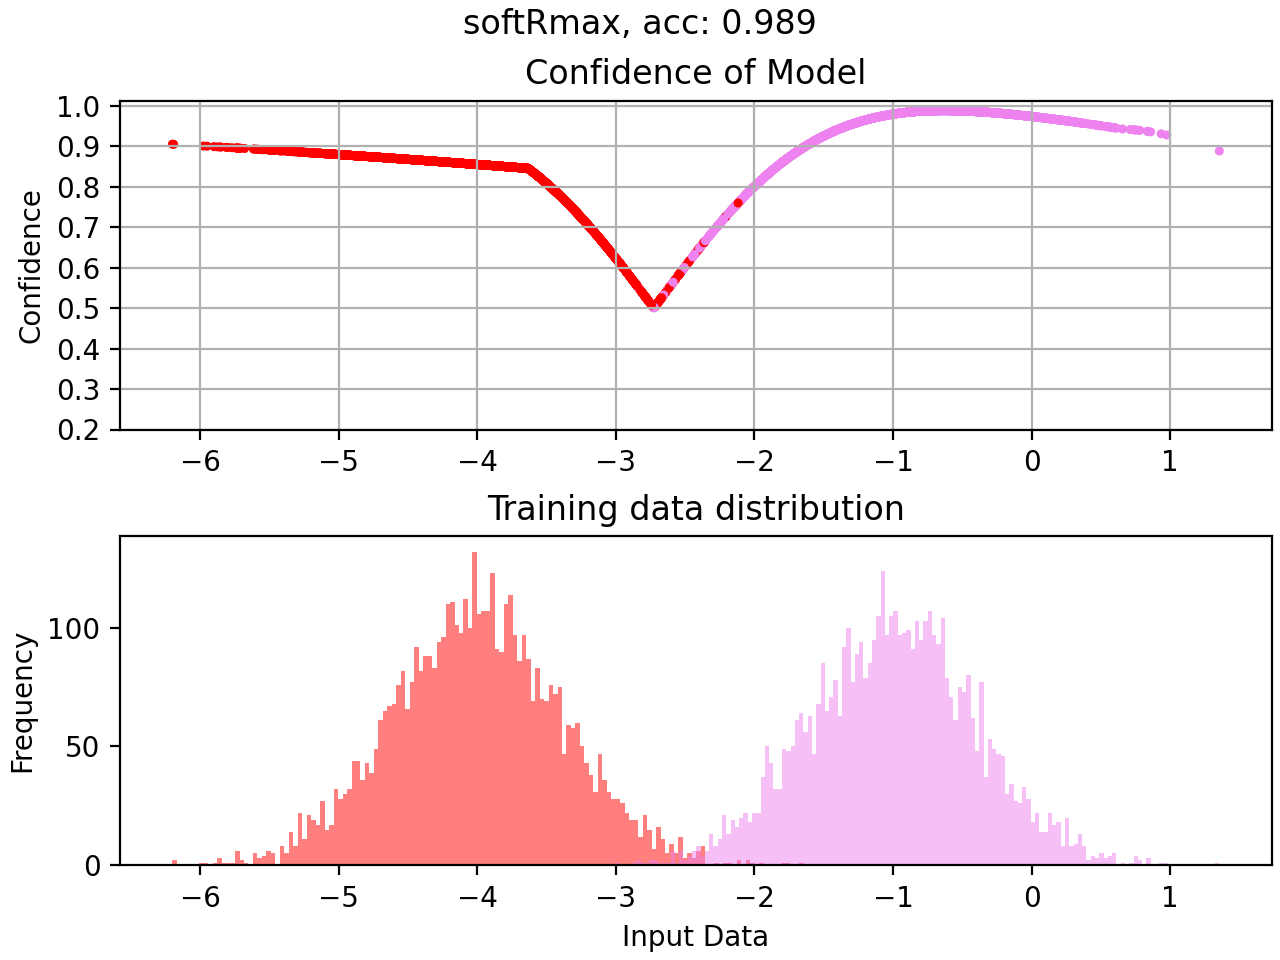 softRmax, acc: 0.989
Confidence of Model
Confidence
1.0
0.9
0.8
0.7
0.6
0.5
0.4
0.3
0.2
−6 −5 −4 −3 −2 −1 0 1
Training data distribution
Frequency
100
50
0
−6 −5 −4 −3 −2 −1 0 1
Input Data